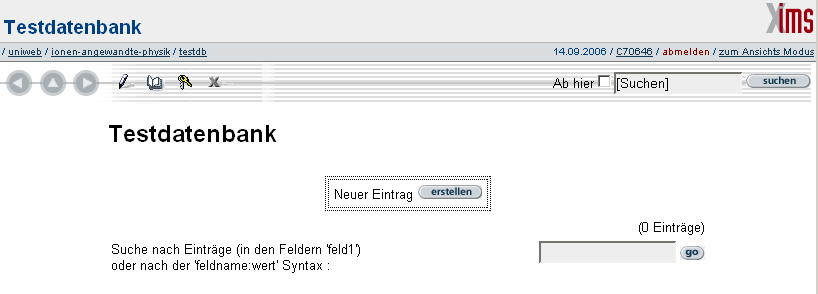 Testdatenbank
Xims
/ uniweb / ionen-angewandte-physik / testdb
14.09.2006 / C70646 / abmelden / zum Ansichts Modus
Ab hier [Suchen] suchen
Testdatenbank
Neuer Eintrag erstellen
(0 Einträge)
Suche nach Einträge (in den Feldern 'feld1')
oder nach der 'feldname:wert' Syntax :
go